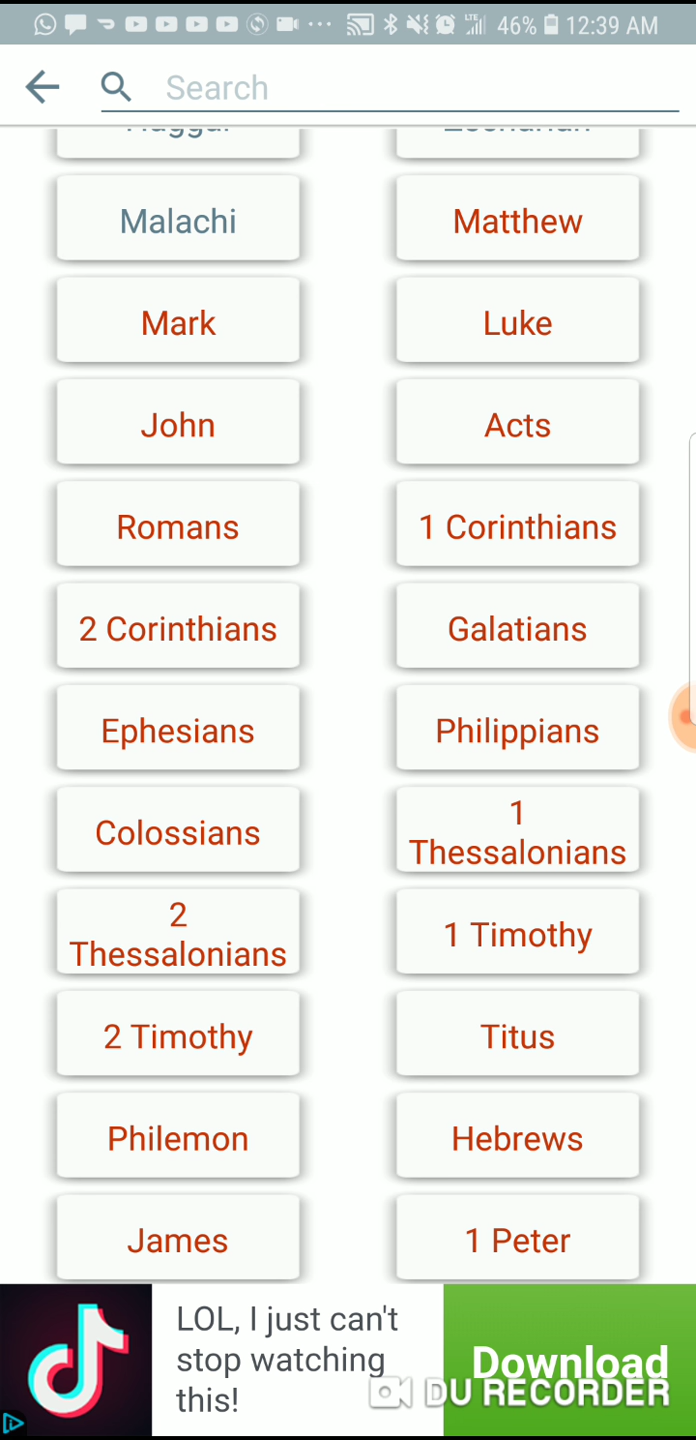 LTE 46% 12:39 AM
Search
Malachi Matthew
Mark Luke
John Acts
Romans 1 Corinthians
2 Corinthians Galatians
Ephesians Philippians
Colossians 1
Thessalonians
2
Thessalonians 1 Timothy
2 Timothy Titus
Philemon Hebrews
James 1 Peter
LOL, I just can't
stop watching
this!
Download
DU RECORDER